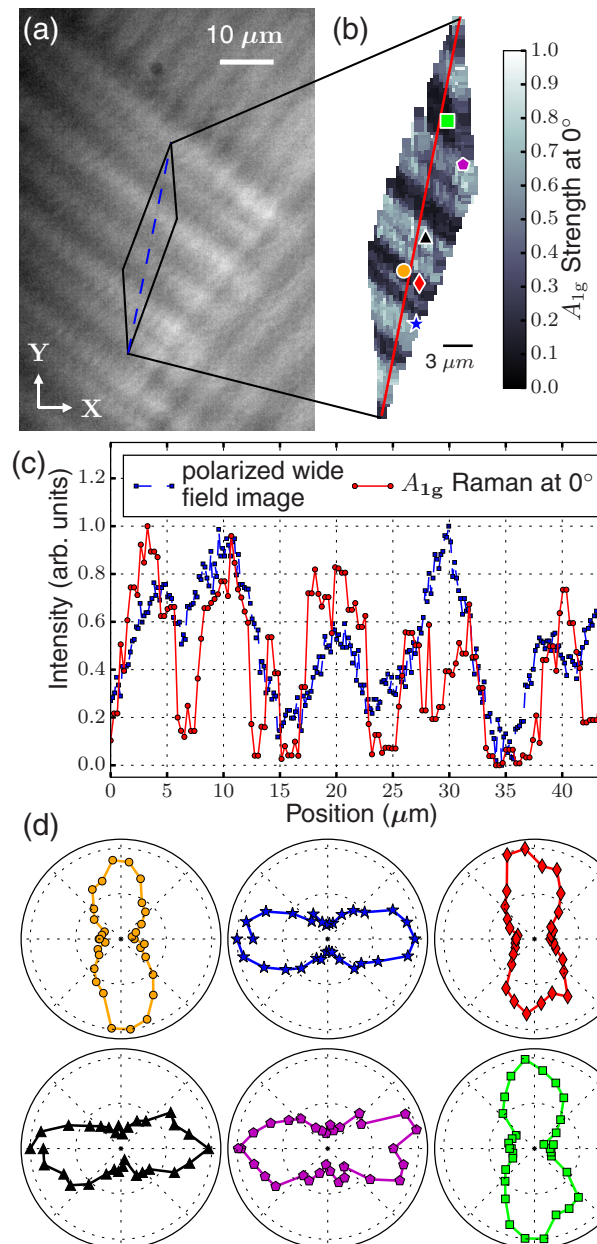 (a)
10 μm
Y
X
(b)
3 μm
1.0
0.9
0.8
0.7
0.6
0.5
0.4
0.3
0.2
0.1
0.0
A1g Strength at 0°
(c)
polarized wide
field image
A1g Raman at 0°
Intensity (arb. units)
1.2
1.0
0.8
0.6
0.4
0.2
0.0
0 5 10 15 20 25 30 35 40
Position (μm)
(d)